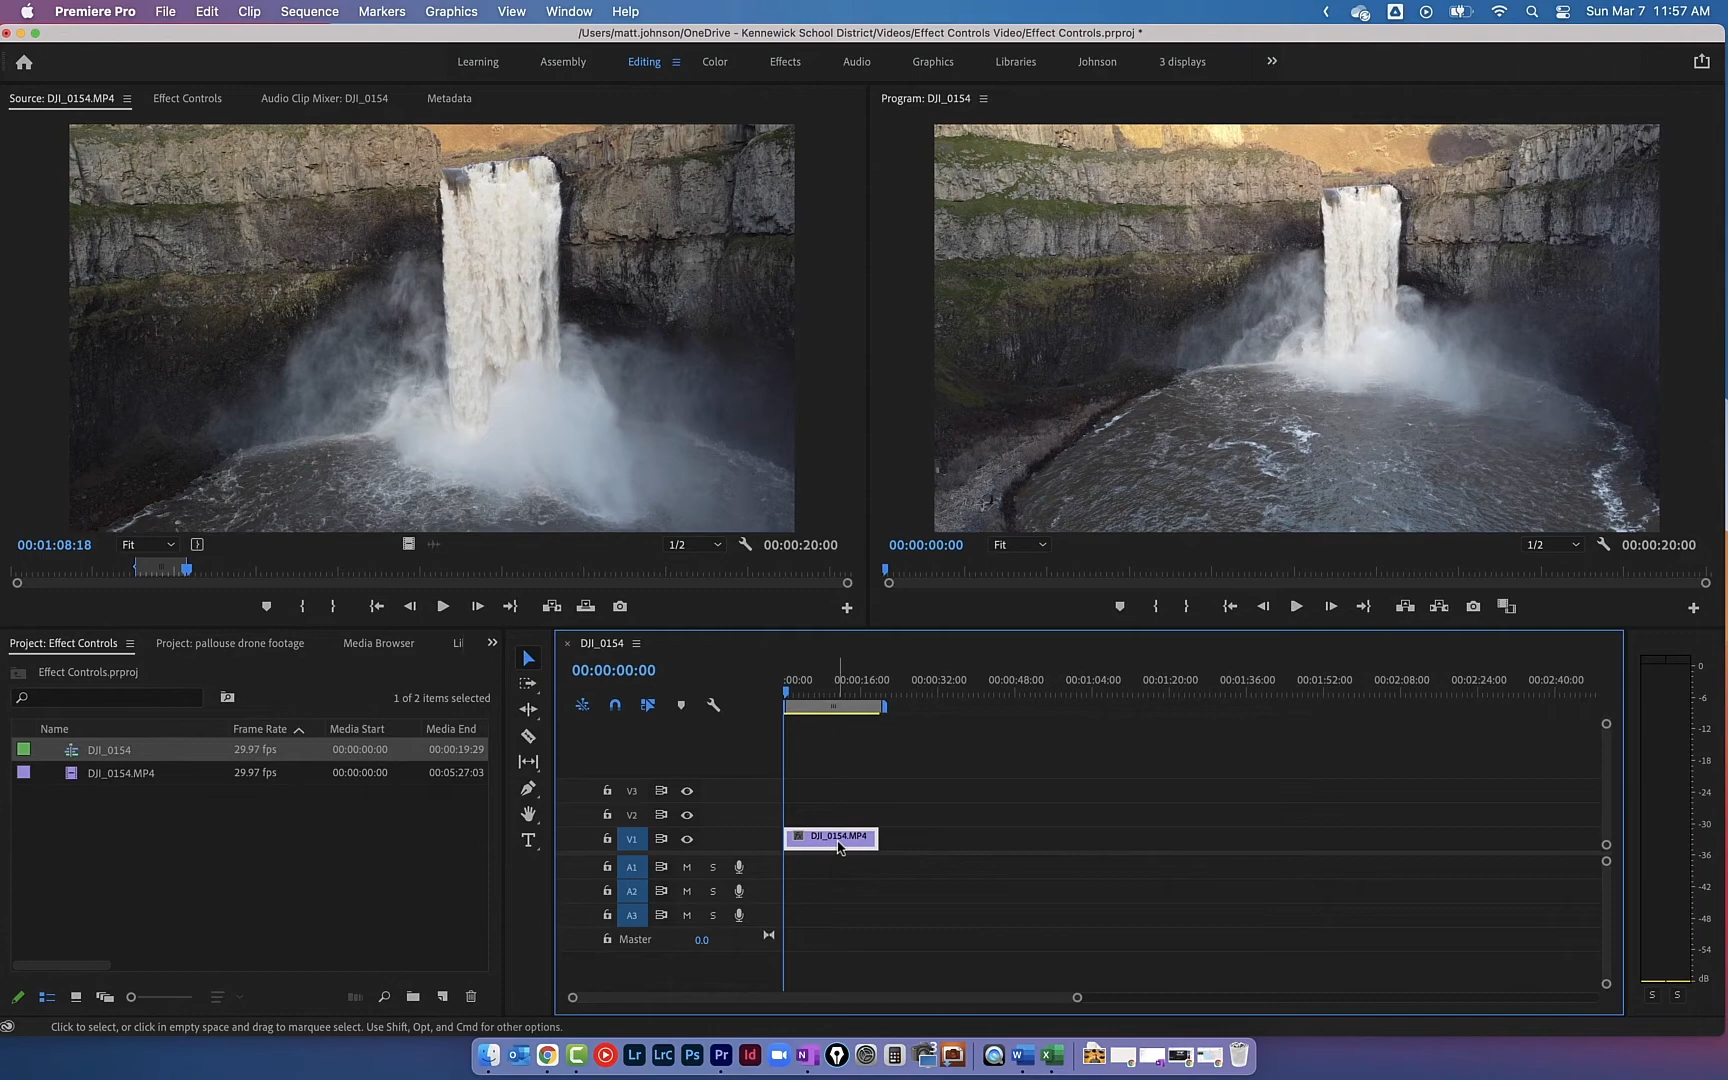 Premiere Pro File Edit Clip Sequence Markers Graphics View Window Help Sun Mar 7 11:57 AM
/Users/matt.johnson/OneDrive - Kennewick School District/Videos/Effect Controls Video/Effect Controls.prproj *
Learning Assembly Editing Color Effects Audio Graphics Libraries Johnson 3 displays
Source: DJI_0154.MP4 Effect Controls Audio Clip Mixer: DJI_0154 Metadata
Program: DJI_0154
00:01:08:18 Fit 1/2 00:00:20:00
00:00:00:00 Fit 1/2 00:00:20:00
Project: Effect Controls Project: pallouse drone footage Media Browser Li
Effect Controls.prproj
1 of 2 items selected
Name Frame Rate Media Start Media End
DJI_0154 29.97 fps 00:00:00:00 00:00:19:29
DJI_0154.MP4 29.97 fps 00:00:00:00 00:05:27:03
× DJI_0154
00:00:00:00
:00:00 00:00:16:00 00:00:32:00 00:00:48:00 00:01:04:00 00:01:20:00 00:01:36:00 00:01:52:00 00:02:08:00 00:02:24:00 00:02:40:00
V3
V2
V1 DJI_0154.MP4
A1 M S
A2 M S
A3 M S
Master 0.0
0
-6
-12
-18
-24
-30
-36
-42
-48
-54
dB
S S
Click to select, or click in empty space and drag to marquee select. Use Shift, Opt, and Cmd for other options.
Lr LrC Ps Pr Id N W X